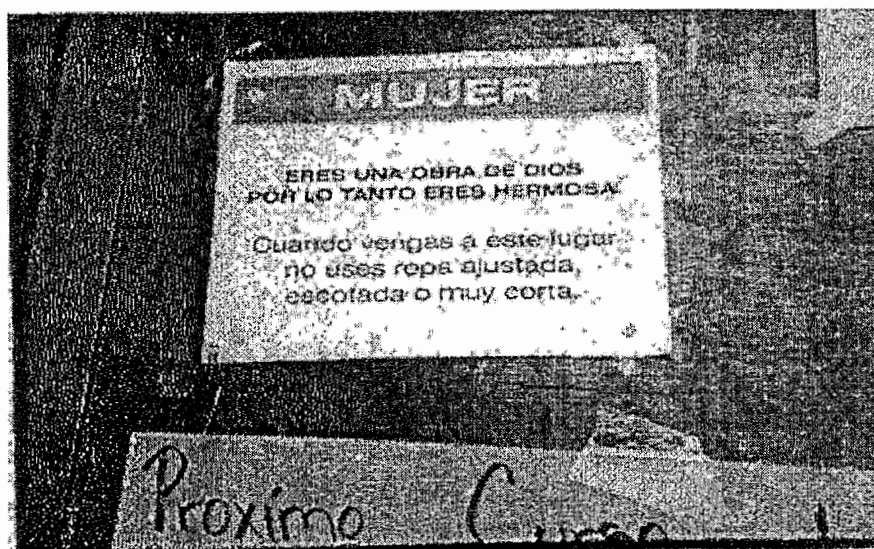 MUJER
ERES UNA OBRA DE DIOS
POR LO TANTO ERES HERMOSA
Cuando vengas a este lugar
no uses ropa ajustada,
escotada o muy corta.
Proximo